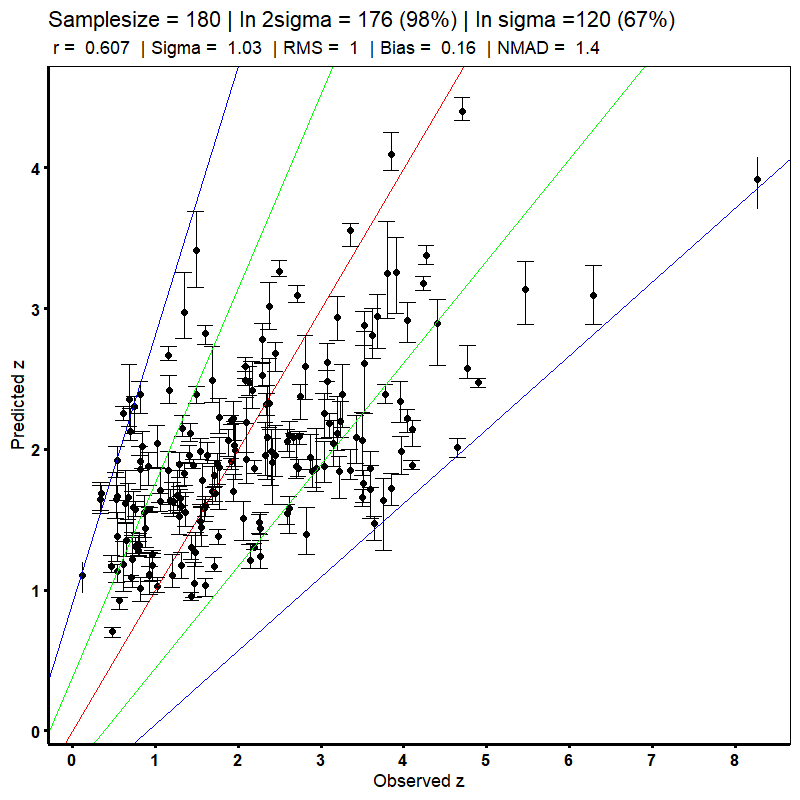 Samplesize = 180 | In 2sigma = 176 (98%) | In sigma =120 (67%)
r = 0.607 | Sigma = 1.03 | RMS = 1 | Bias = 0.16 | NMAD = 1.4
4
3
2
1
0
Predicted z
0 1 2 3 4 5 6 7 8
Observed z